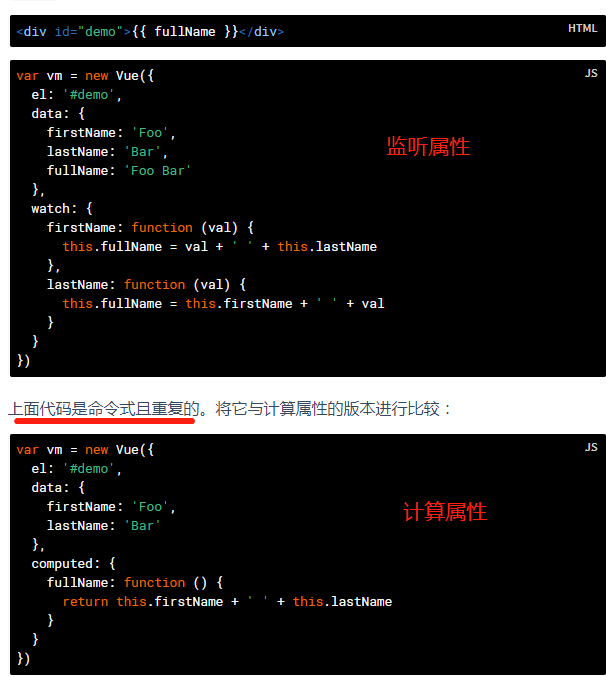 <div id="demo">{{ fullName }}</div>
HTML
var vm = new Vue({
JS
  el: '#demo',
  data: {
    firstName: 'Foo',
    lastName: 'Bar',
监听属性
    fullName: 'Foo Bar'
  },
  watch: {
    firstName: function (val) {
      this.fullName = val + ' ' + this.lastName
    },
    lastName: function (val) {
      this.fullName = this.firstName + ' ' + val
    }
  }
})
上面代码是命令式且重复的。将它与计算属性的版本进行比较：
var vm = new Vue({
JS
  el: '#demo',
  data: {
    firstName: 'Foo',
计算属性
    lastName: 'Bar'
  },
  computed: {
    fullName: function () {
      return this.firstName + ' ' + this.lastName
    }
  }
})